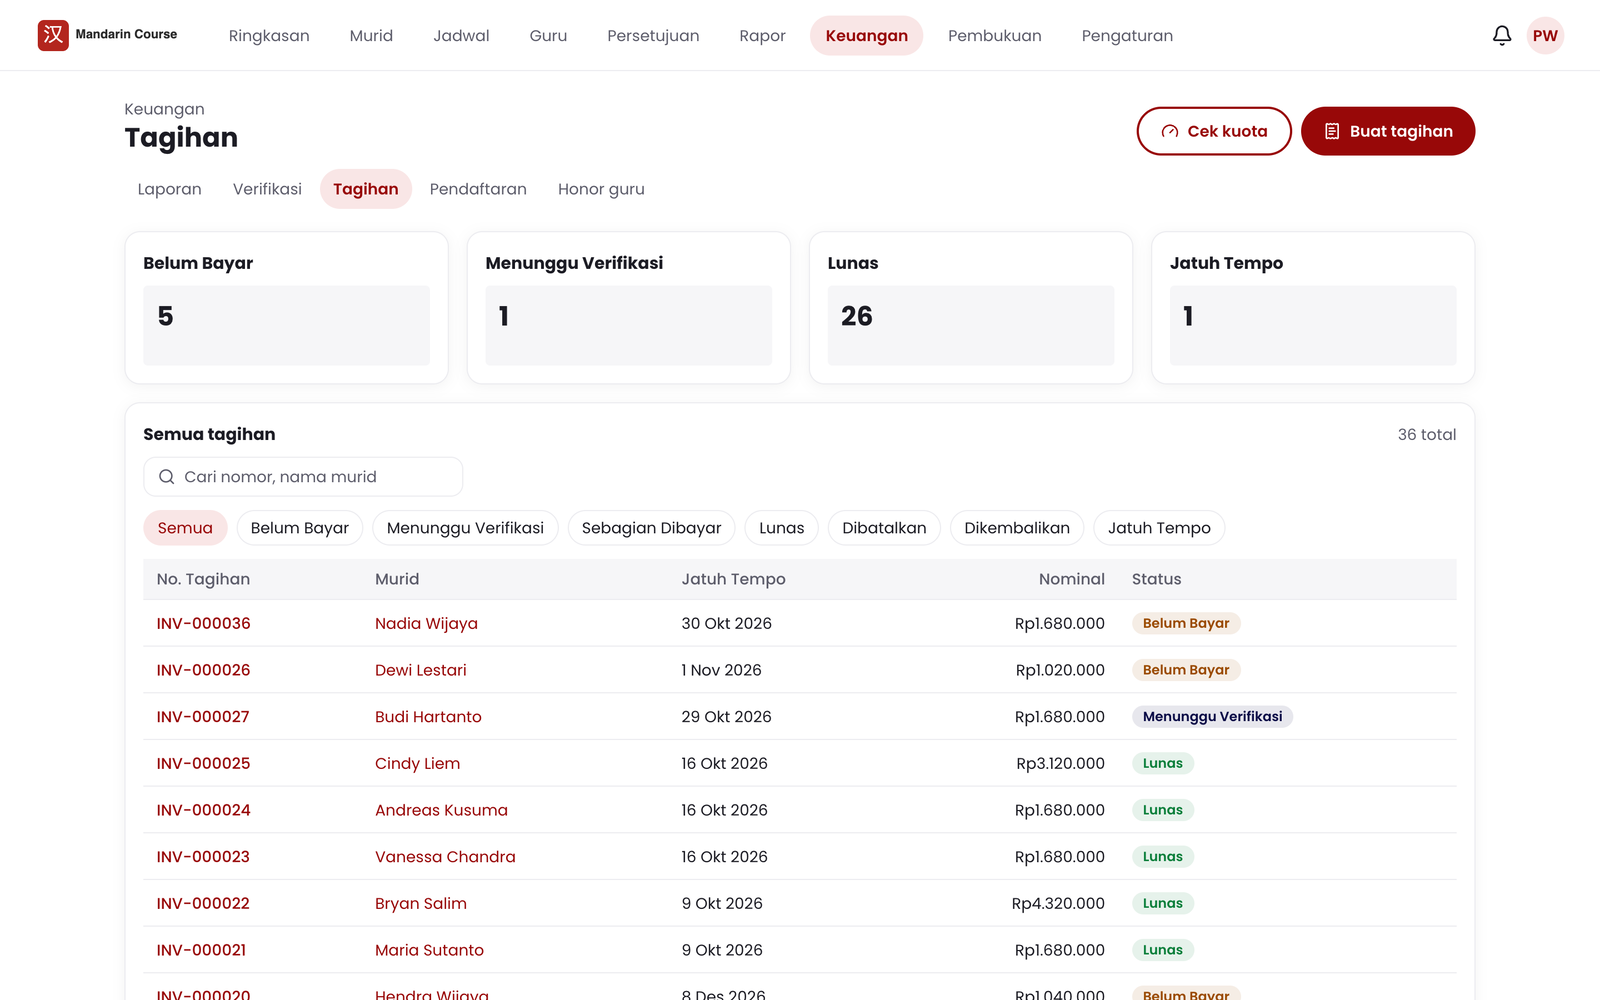 汉 Mandarin Course Ringkasan Murid Jadwal Guru Persetujuan Rapor Keuangan Pembukuan Pengaturan PW
Keuangan
Tagihan
Cek kuota Buat tagihan
Laporan Verifikasi Tagihan Pendaftaran Honor guru
Belum Bayar Menunggu Verifikasi Lunas Jatuh Tempo
5 1 26 1
Semua tagihan 36 total
Cari nomor, nama murid
Semua Belum Bayar Menunggu Verifikasi Sebagian Dibayar Lunas Dibatalkan Dikembalikan Jatuh Tempo
No. Tagihan Murid Jatuh Tempo Nominal Status
INV-000036 Nadia Wijaya 30 Okt 2026 Rp1.680.000 Belum Bayar
INV-000026 Dewi Lestari 1 Nov 2026 Rp1.020.000 Belum Bayar
INV-000027 Budi Hartanto 29 Okt 2026 Rp1.680.000 Menunggu Verifikasi
INV-000025 Cindy Liem 16 Okt 2026 Rp3.120.000 Lunas
INV-000024 Andreas Kusuma 16 Okt 2026 Rp1.680.000 Lunas
INV-000023 Vanessa Chandra 16 Okt 2026 Rp1.680.000 Lunas
INV-000022 Bryan Salim 9 Okt 2026 Rp4.320.000 Lunas
INV-000021 Maria Sutanto 9 Okt 2026 Rp1.680.000 Lunas
INV-000020 Hendra Wijaya 8 Des 2026 Rp1.040.000 Belum Bayar